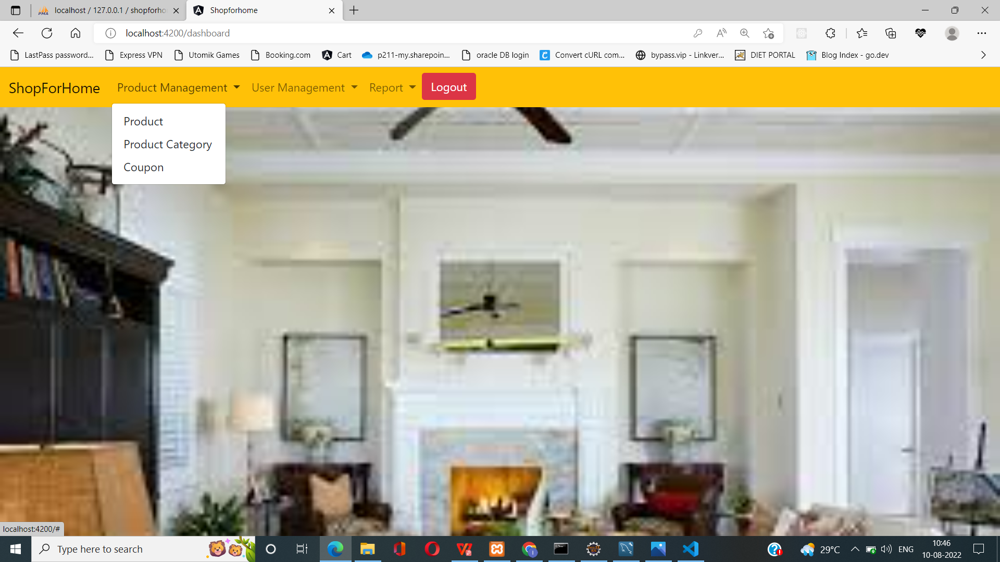 localhost / 127.0.0.1 / shopforho
Shopforhome
localhost:4200/dashboard
LastPass password...
Express VPN
Utomik Games
Booking.com
Cart
p211-my.sharepoin...
oracle DB login
Convert cURL com...
bypass.vip - Linkver...
DIET PORTAL
Blog Index - go.dev
ShopForHome
Product Management
User Management
Report
Logout
Product
Product Category
Coupon
localhost:4200/#
Type here to search
29°C
ENG
10:46
10-08-2022